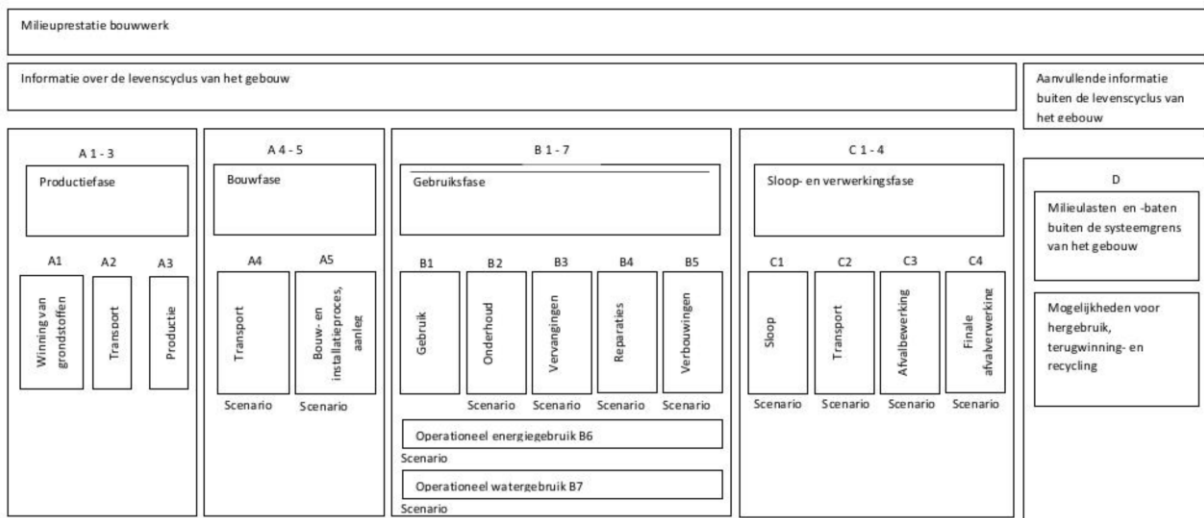 Milieuprestatie bouwwerk
Informatie over de levenscyclus van het gebouw
Aanvullende informatie
buiten de levenscyclus van
het gebouw
A 1 - 3
Productiefase
A1
A2
A3
Winning van
grondstoffen
Transport
Productie
A 4 - 5
Bouwfase
A4
A5
Transport
Bouw- en
installatieproces,
aanleg
Scenario
Scenario
B 1 - 7
Gebruiksfase
B1
B2
B3
B4
B5
Gebruik
Onderhoud
Vervangingen
Reparaties
Verbouwingen
Scenario
Scenario
Scenario
Scenario
Operationeel energiegebruik B6
Scenario
Operationeel watergebruik B7
Scenario
C 1 - 4
Sloop- en verwerkingsfase
C1
C2
C3
C4
Sloop
Transport
Afvalbewerking
Finale
afvalverwerking
Scenario
Scenario
Scenario
Scenario
D
Milieulasten en -baten
buiten de systeemgrens
van het gebouw
Mogelijkheden voor
hergebruik,
terugwinning- en
recycling